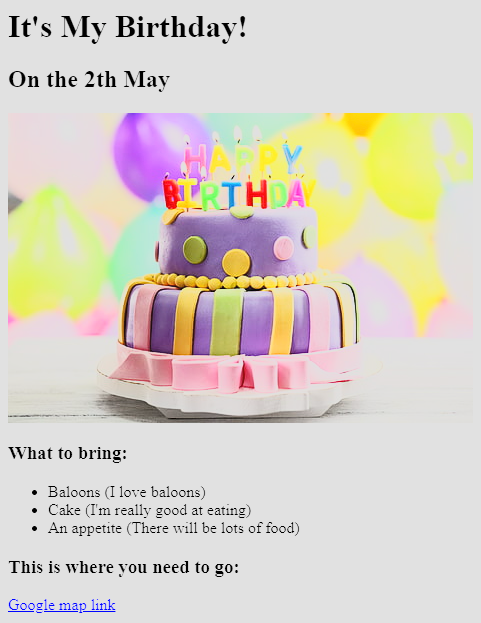 It's My Birthday!
On the 2th May
HAPPY
BIRTHDAY
What to bring:
Baloons (I love baloons)
Cake (I'm really good at eating)
An appetite (There will be lots of food)
This is where you need to go:
Google map link